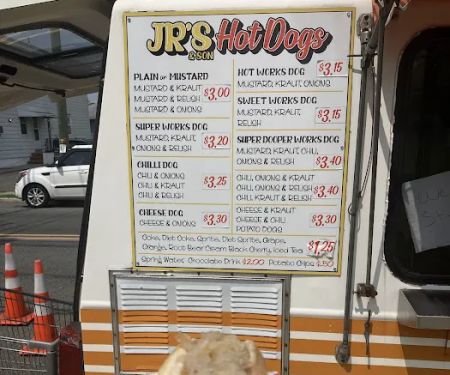 JR'S Hot Dogs
& SON
PLAIN or MUSTARD
MUSTARD & KRAUT
MUSTARD & RELISH
MUSTARD & ONIONS
$3.00
SUPER WORKS DOG
MUSTARD, KRAUT,
ONIONS & RELISH
$3.20
CHILLI DOG
CHILI & ONIONS
CHILI & KRAUT
CHILI & RELISH
$3.25
CHEESE DOG
CHEESE & ONIONS
$3.30
HOT WORKS DOG
$3.15
MUSTARD, KRAUT, ONIONS
SWEET WORKS DOG
MUSTARD, KRAUT,
RELISH
$3.15
SUPER DOOPER WORKS DOG
MUSTARD, KRAUT, CHILI,
ONIONS & RELISH
$3.40
CHILI, ONIONS & KRAUT
CHILI, ONIONS & RELISH
CHILI, KRAUT & RELISH
$3.40
CHEESE & KRAUT
CHEESE & CHILI
POTATO DOGS
$3.30
Coke, Diet Coke, Sprite, Diet Sprite, Grape,
Orange, Root Beer, Cream, Black Cherry, Iced Tea
$1.25
Spring Water, Chocolate Drink $2.00 Potato Chips $.50